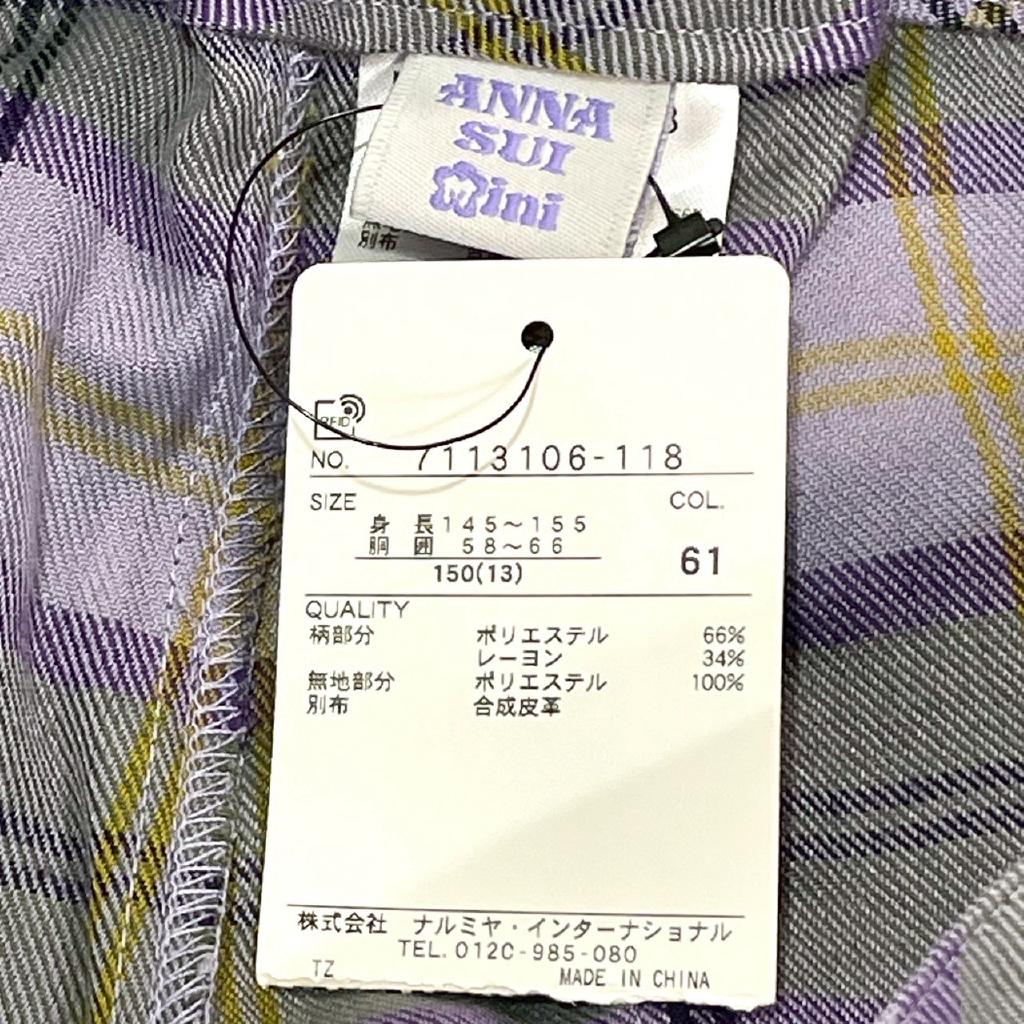 ANNA
SUI
mini
別布
RFID
NO. 7113106-118
SIZE COL.
身 長 145〜155
胴 囲 58〜66
150(13) 61
QUALITY
柄部分 ポリエステル 66%
レーヨン 34%
無地部分 ポリエステル 100%
別布 合成皮革
株式会社 ナルミヤ・インターナショナル
TEL.0120-985-080
TZ MADE IN CHINA